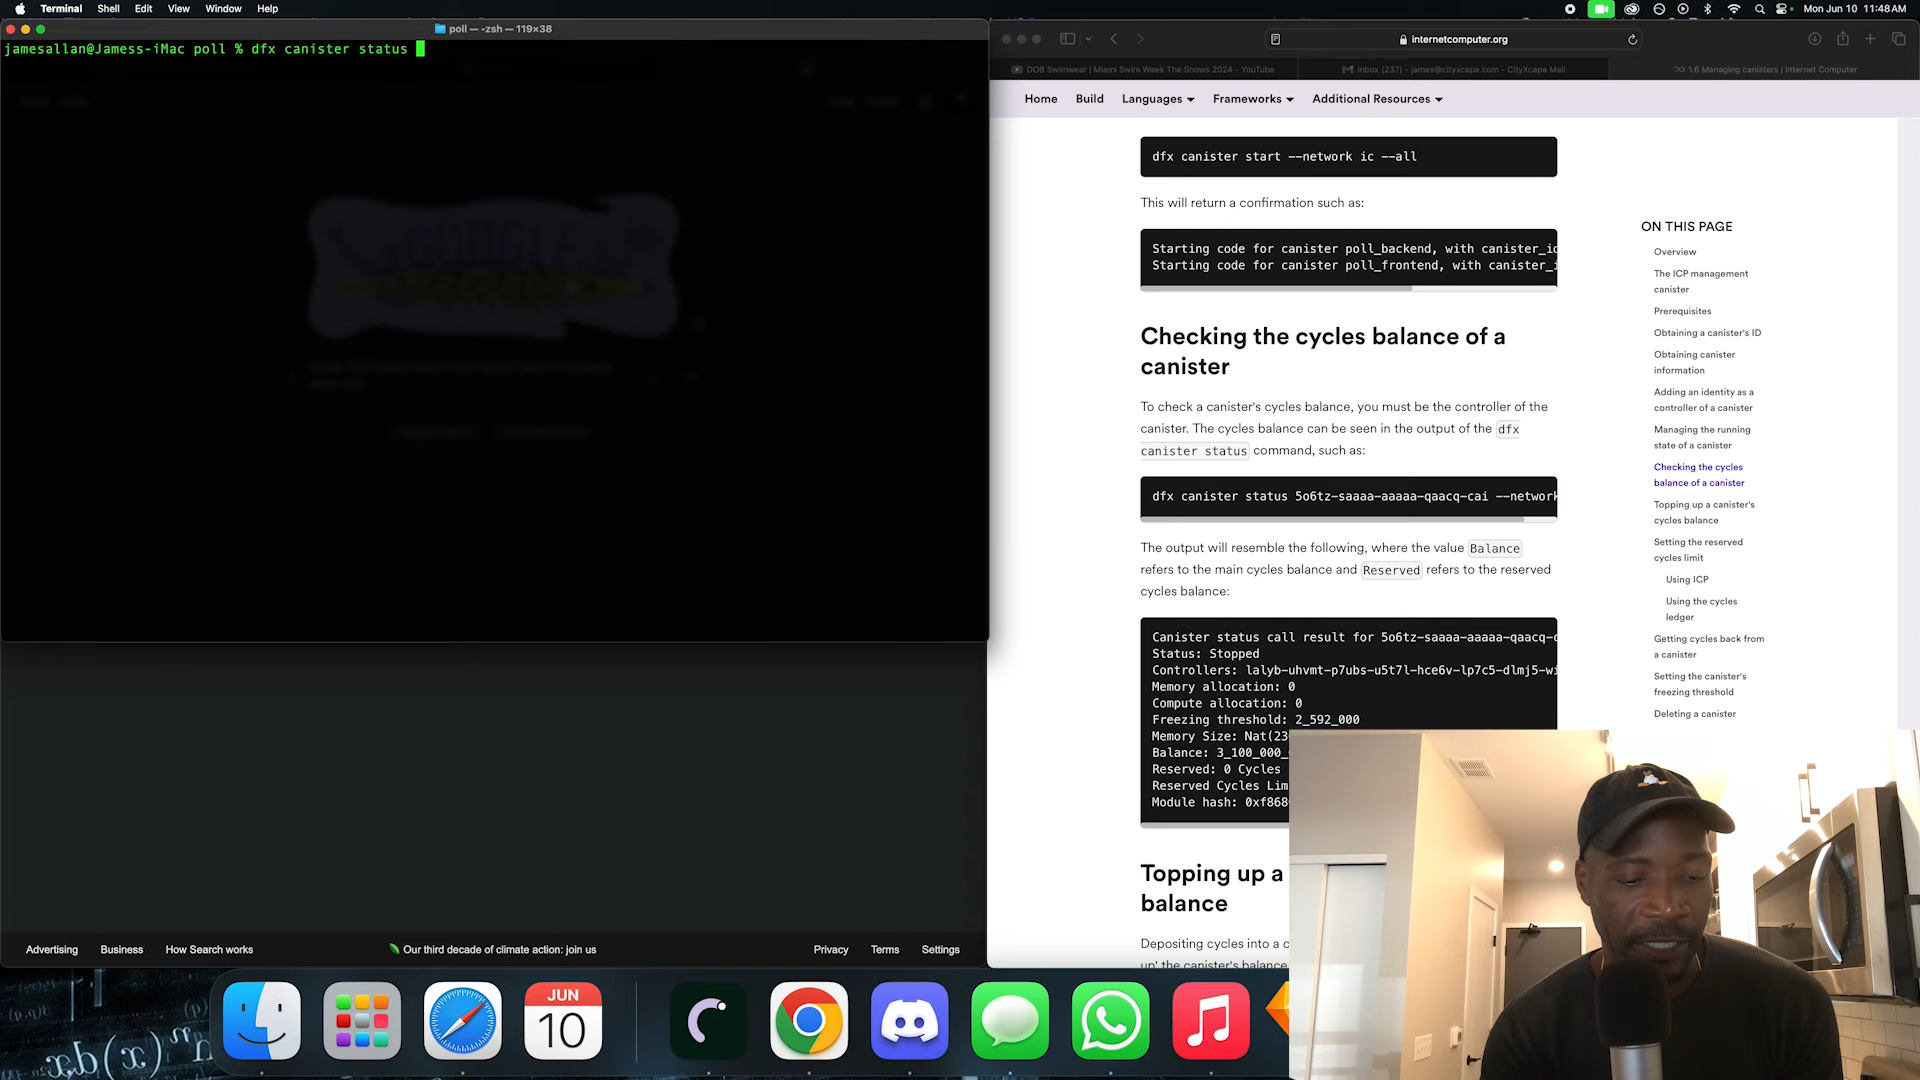 Terminal Shell Edit View Window Help
Mon Jun 10 11:48 AM
poll — -zsh — 119×38
jamesallan@Jamess-iMac poll % dfx canister status
internetcomputer.org
DOB Swimwear | Miami Swim Week The Shows 2024 - YouTube
Inbox (237) - james@cityxcape.com - CityXcape Mail
1.6 Managing canisters | Internet Computer
Home Build Languages Frameworks Additional Resources
dfx canister start --network ic --all
This will return a confirmation such as:
Starting code for canister poll_backend, with canister_id
Starting code for canister poll_frontend, with canister_i
Checking the cycles balance of a
canister
To check a canister's cycles balance, you must be the controller of the
canister. The cycles balance can be seen in the output of the dfx
canister status command, such as:
dfx canister status 5o6tz-saaaa-aaaaa-qaacq-cai --network
The output will resemble the following, where the value Balance
refers to the main cycles balance and Reserved refers to the reserved
cycles balance:
Canister status call result for 5o6tz-saaaa-aaaaa-qaacq-c
Status: Stopped
Controllers: lalyb-uhvmt-p7ubs-u5t7l-hce6v-lp7c5-dlmj5-wi
Memory allocation: 0
Compute allocation: 0
Freezing threshold: 2_592_000
Memory Size: Nat(23
Balance: 3_100_000_
Reserved: 0 Cycles
Reserved Cycles Lim
Module hash: 0xf868
Topping up a
balance
Depositing cycles into a c
up' the canister's balance
ON THIS PAGE
Overview
The ICP management
canister
Prerequisites
Obtaining a canister's ID
Obtaining canister
information
Adding an identity as a
controller of a canister
Managing the running
state of a canister
Checking the cycles
balance of a canister
Topping up a canister's
cycles balance
Setting the reserved
cycles limit
Using ICP
Using the cycles
ledger
Getting cycles back from
a canister
Setting the canister's
freezing threshold
Deleting a canister
Advertising Business How Search works
Our third decade of climate action: join us
Privacy Terms Settings
JUN
10